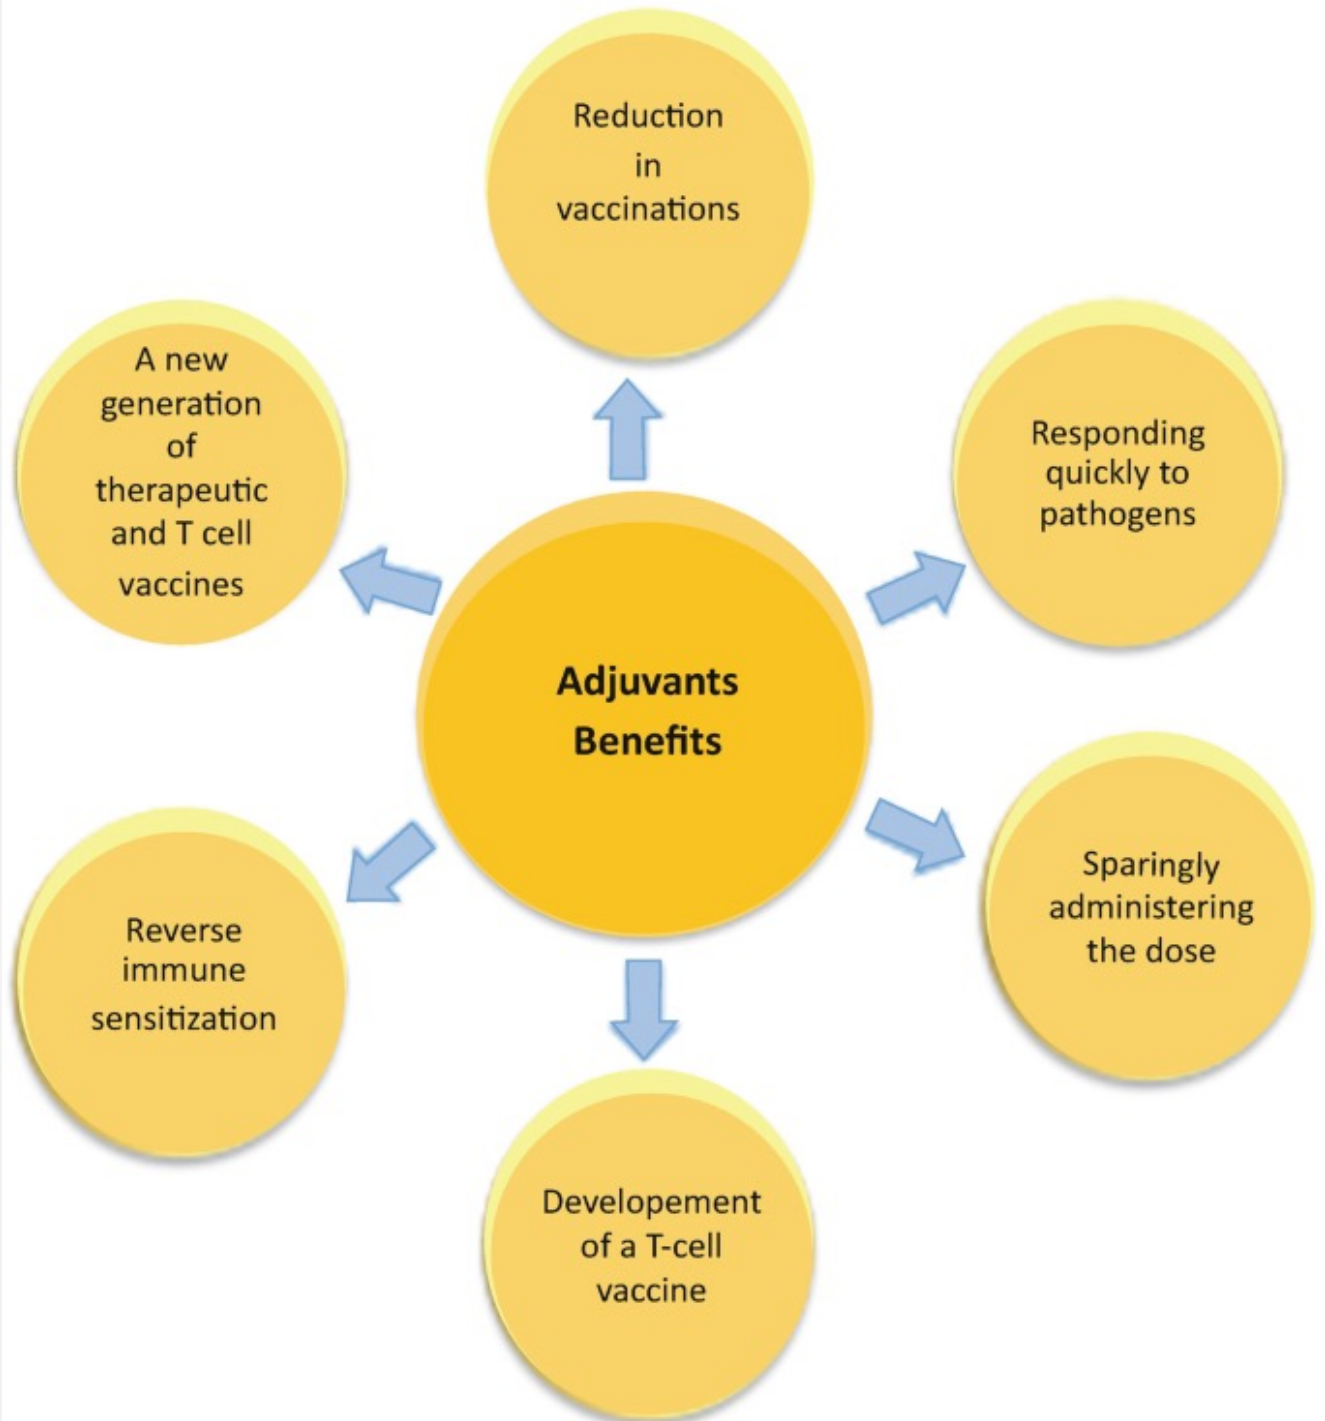 Reduction
in
vaccinations
A new
generation
of
therapeutic
and T cell
vaccines
Responding
quickly to
pathogens
Adjuvants
Benefits
Sparingly
administering
the dose
Reverse
immune
sensitization
Developement
of a T-cell
vaccine